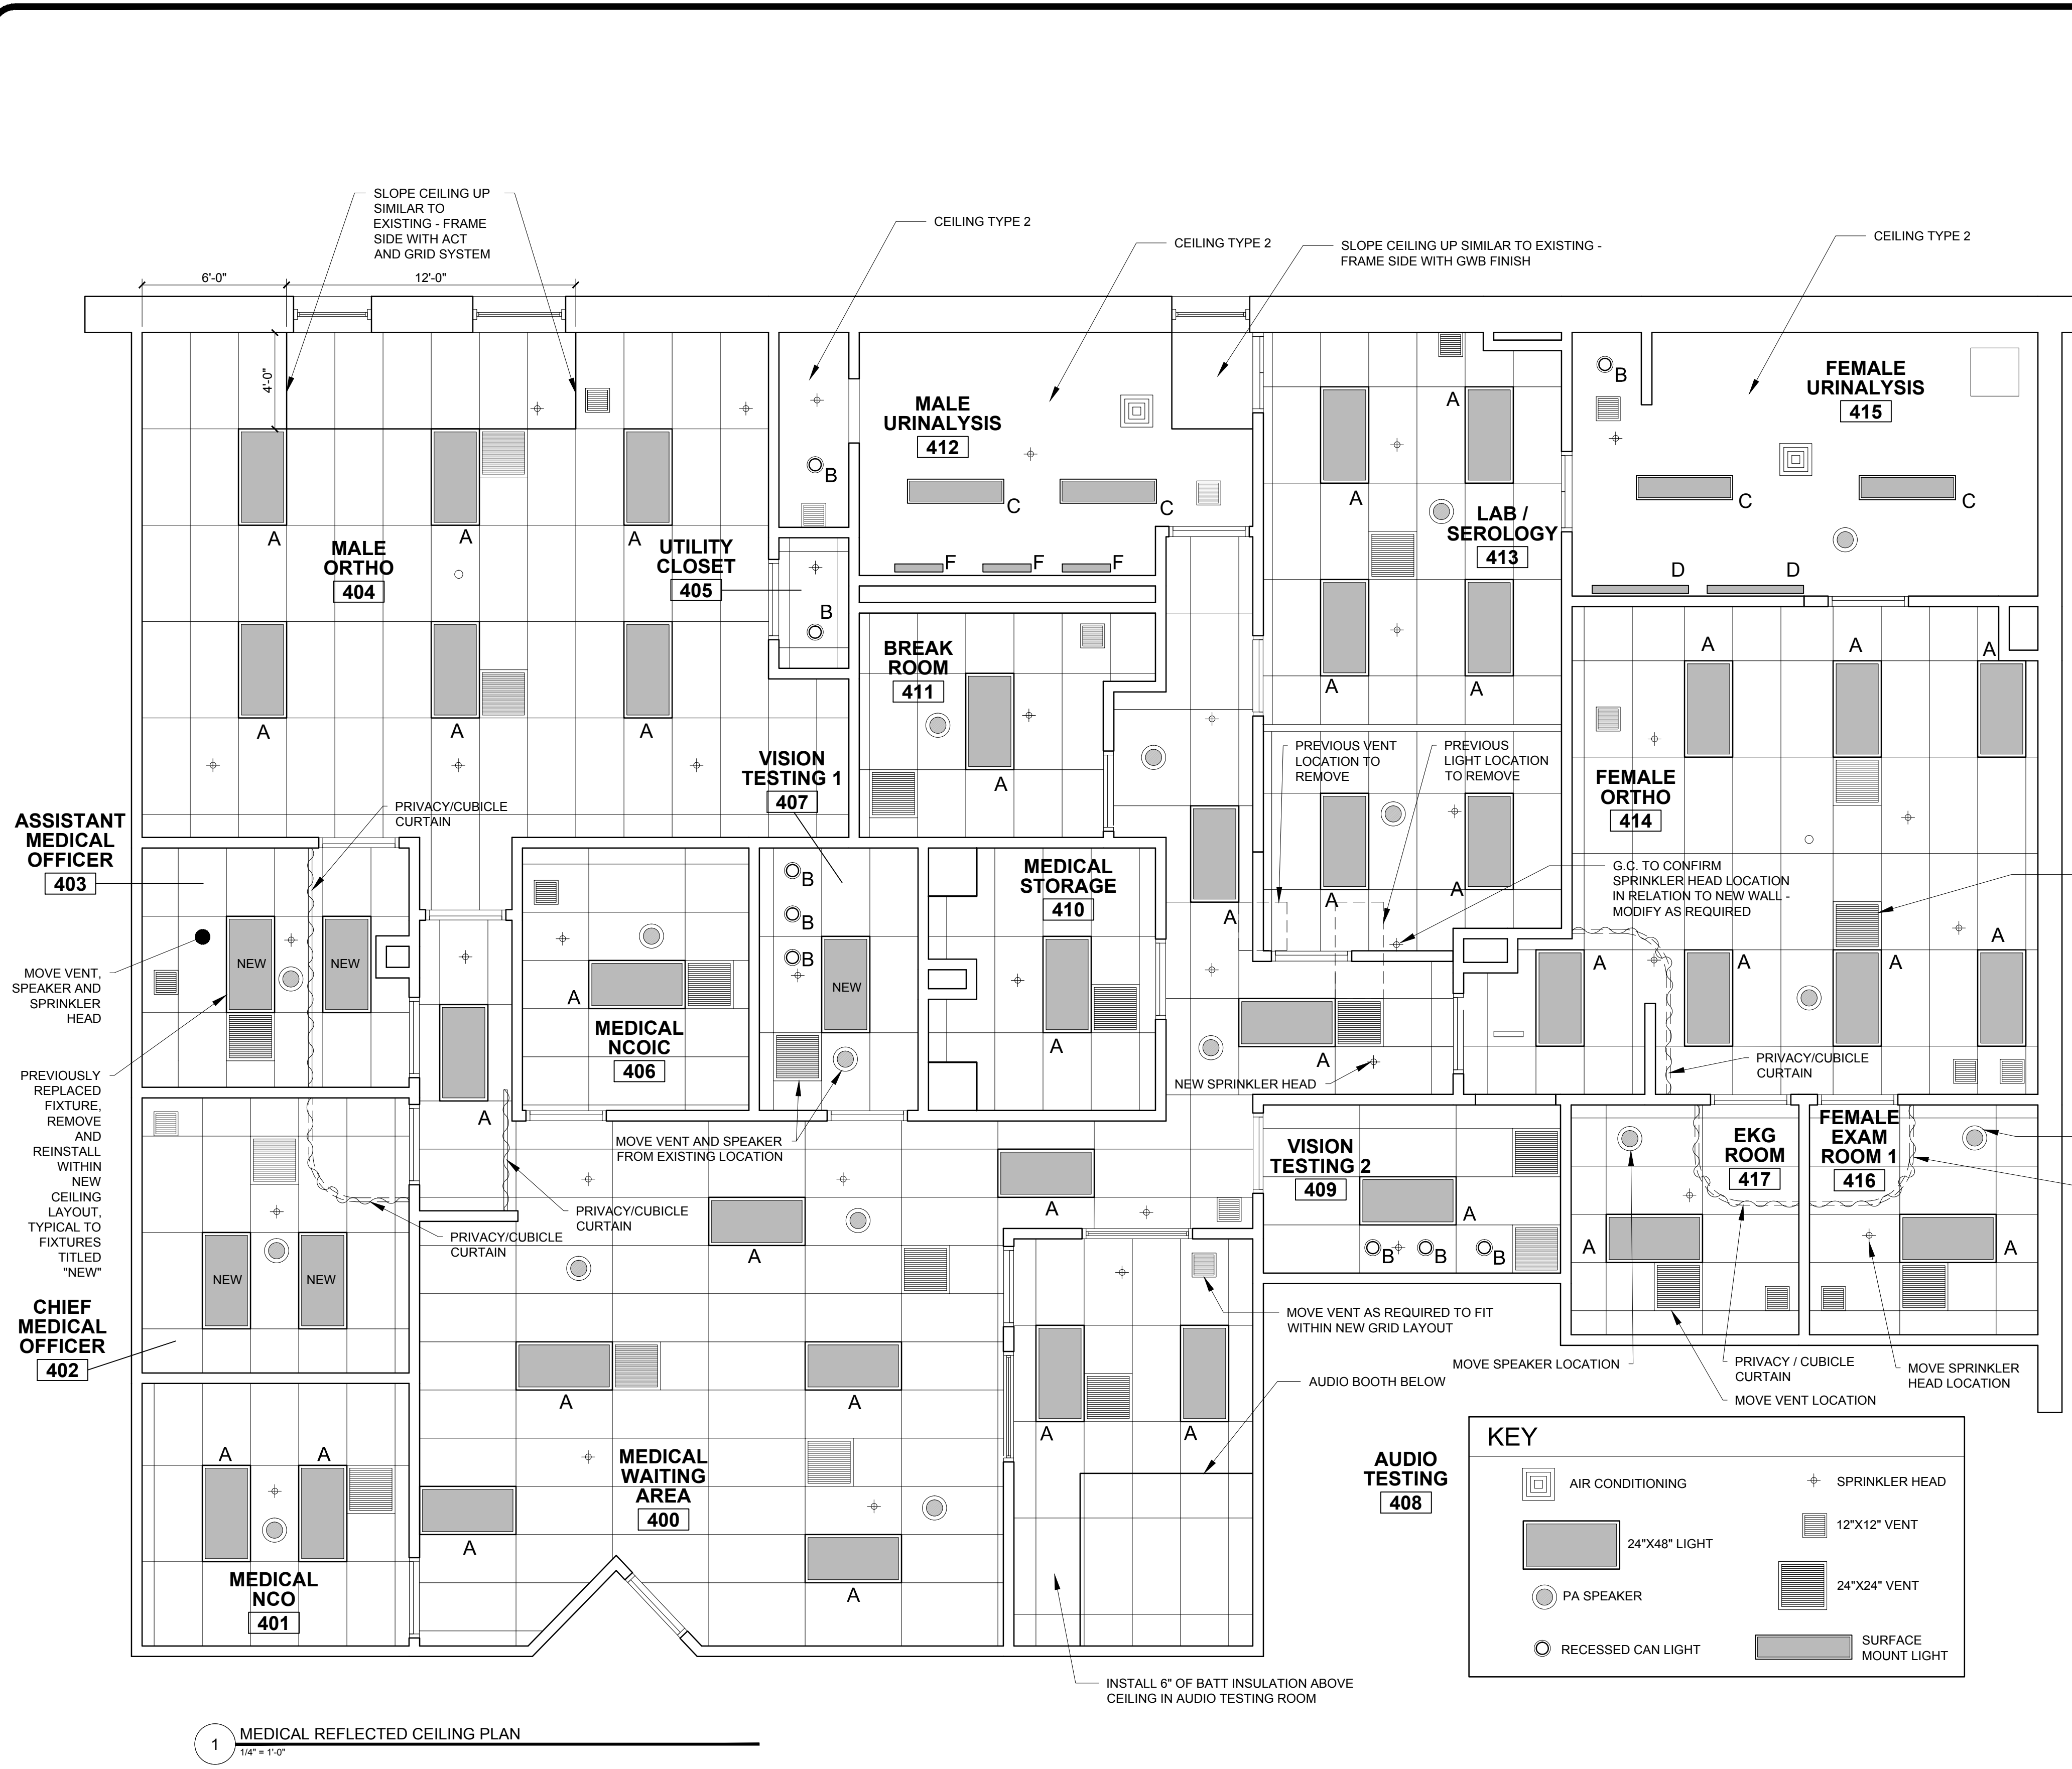 SLOPE CEILING UP
SIMILAR TO
EXISTING - FRAME
SIDE WITH ACT
AND GRID SYSTEM
CEILING TYPE 2
CEILING TYPE 2
SLOPE CEILING UP SIMILAR TO EXISTING -
FRAME SIDE WITH GWB FINISH
CEILING TYPE 2
6'-0"
12'-0"
4'-0"
A
A
A
MALE
ORTHO
404
A
A
A
UTILITY
CLOSET
405
B
B
MALE
URINALYSIS
412
C
C
F
F
F
BREAK
ROOM
411
A
LAB /
SEROLOGY
413
A
A
A
A
A
A
PREVIOUS VENT
LOCATION TO
REMOVE
PREVIOUS
LIGHT LOCATION
TO REMOVE
FEMALE
URINALYSIS
415
B
C
C
D
D
FEMALE
ORTHO
414
A
A
A
A
A
A
A
G.C. TO CONFIRM
SPRINKLER HEAD LOCATION
IN RELATION TO NEW WALL -
MODIFY AS REQUIRED
PRIVACY/CUBICLE
CURTAIN
ASSISTANT
MEDICAL
OFFICER
403
PRIVACY/CUBICLE
CURTAIN
NEW
NEW
MOVE VENT,
SPEAKER AND
SPRINKLER
HEAD
PREVIOUSLY
REPLACED
FIXTURE,
REMOVE
AND
REINSTALL
WITHIN
NEW
CEILING
LAYOUT,
TYPICAL TO
FIXTURES
TITLED
"NEW"
A
A
MEDICAL
NCOIC
406
VISION
TESTING 1
407
B
B
B
NEW
MOVE VENT AND SPEAKER
FROM EXISTING LOCATION
MEDICAL
STORAGE
410
A
A
A
NEW SPRINKLER HEAD
CHIEF
MEDICAL
OFFICER
402
NEW
NEW
PRIVACY/CUBICLE
CURTAIN
PRIVACY/CUBICLE
CURTAIN
A
A
VISION
TESTING 2
409
A
B
B
B
EKG
ROOM
417
A
FEMALE
EXAM
ROOM 1
416
A
MOVE SPEAKER LOCATION
PRIVACY / CUBICLE
CURTAIN
MOVE VENT LOCATION
MOVE SPRINKLER
HEAD LOCATION
A
A
MEDICAL
NCO
401
A
A
MEDICAL
WAITING
AREA
400
A
A
A
A
A
MOVE VENT AS REQUIRED TO FIT
WITHIN NEW GRID LAYOUT
AUDIO BOOTH BELOW
AUDIO
TESTING
408
INSTALL 6" OF BATT INSULATION ABOVE
CEILING IN AUDIO TESTING ROOM
KEY
AIR CONDITIONING
SPRINKLER HEAD
24"X48" LIGHT
12"X12" VENT
PA SPEAKER
24"X24" VENT
RECESSED CAN LIGHT
SURFACE
MOUNT LIGHT
1
MEDICAL REFLECTED CEILING PLAN
1/4" = 1'-0"